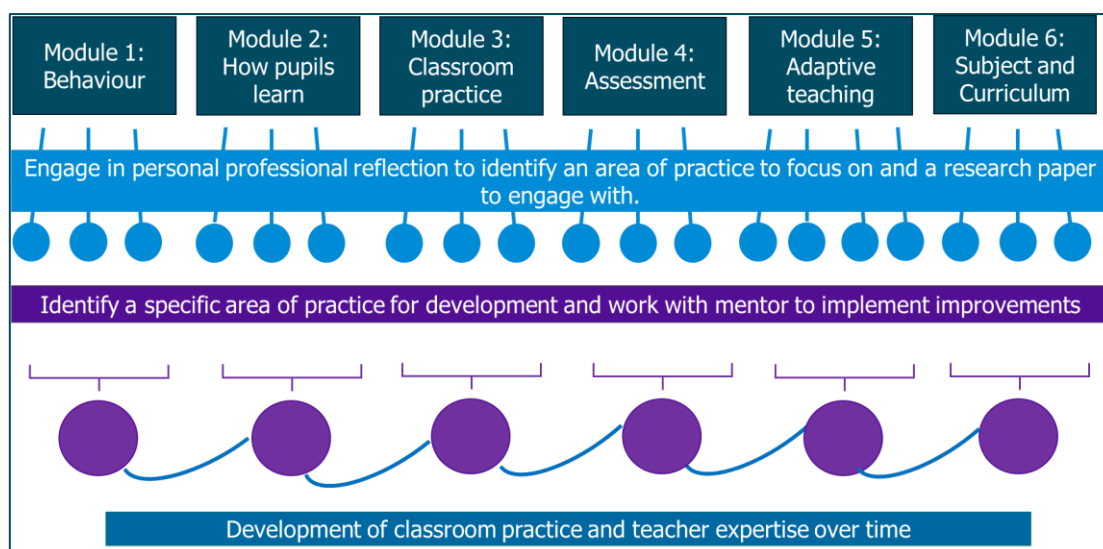 Module 1:
Behaviour
Module 2:
How pupils
learn
Module 3:
Classroom
practice
Module 4:
Assessment
Module 5:
Adaptive
teaching
Module 6:
Subject and
Curriculum
Engage in personal professional reflection to identify an area of practice to focus on and a research paper
to engage with.
Identify a specific area of practice for development and work with mentor to implement improvements
Development of classroom practice and teacher expertise over time